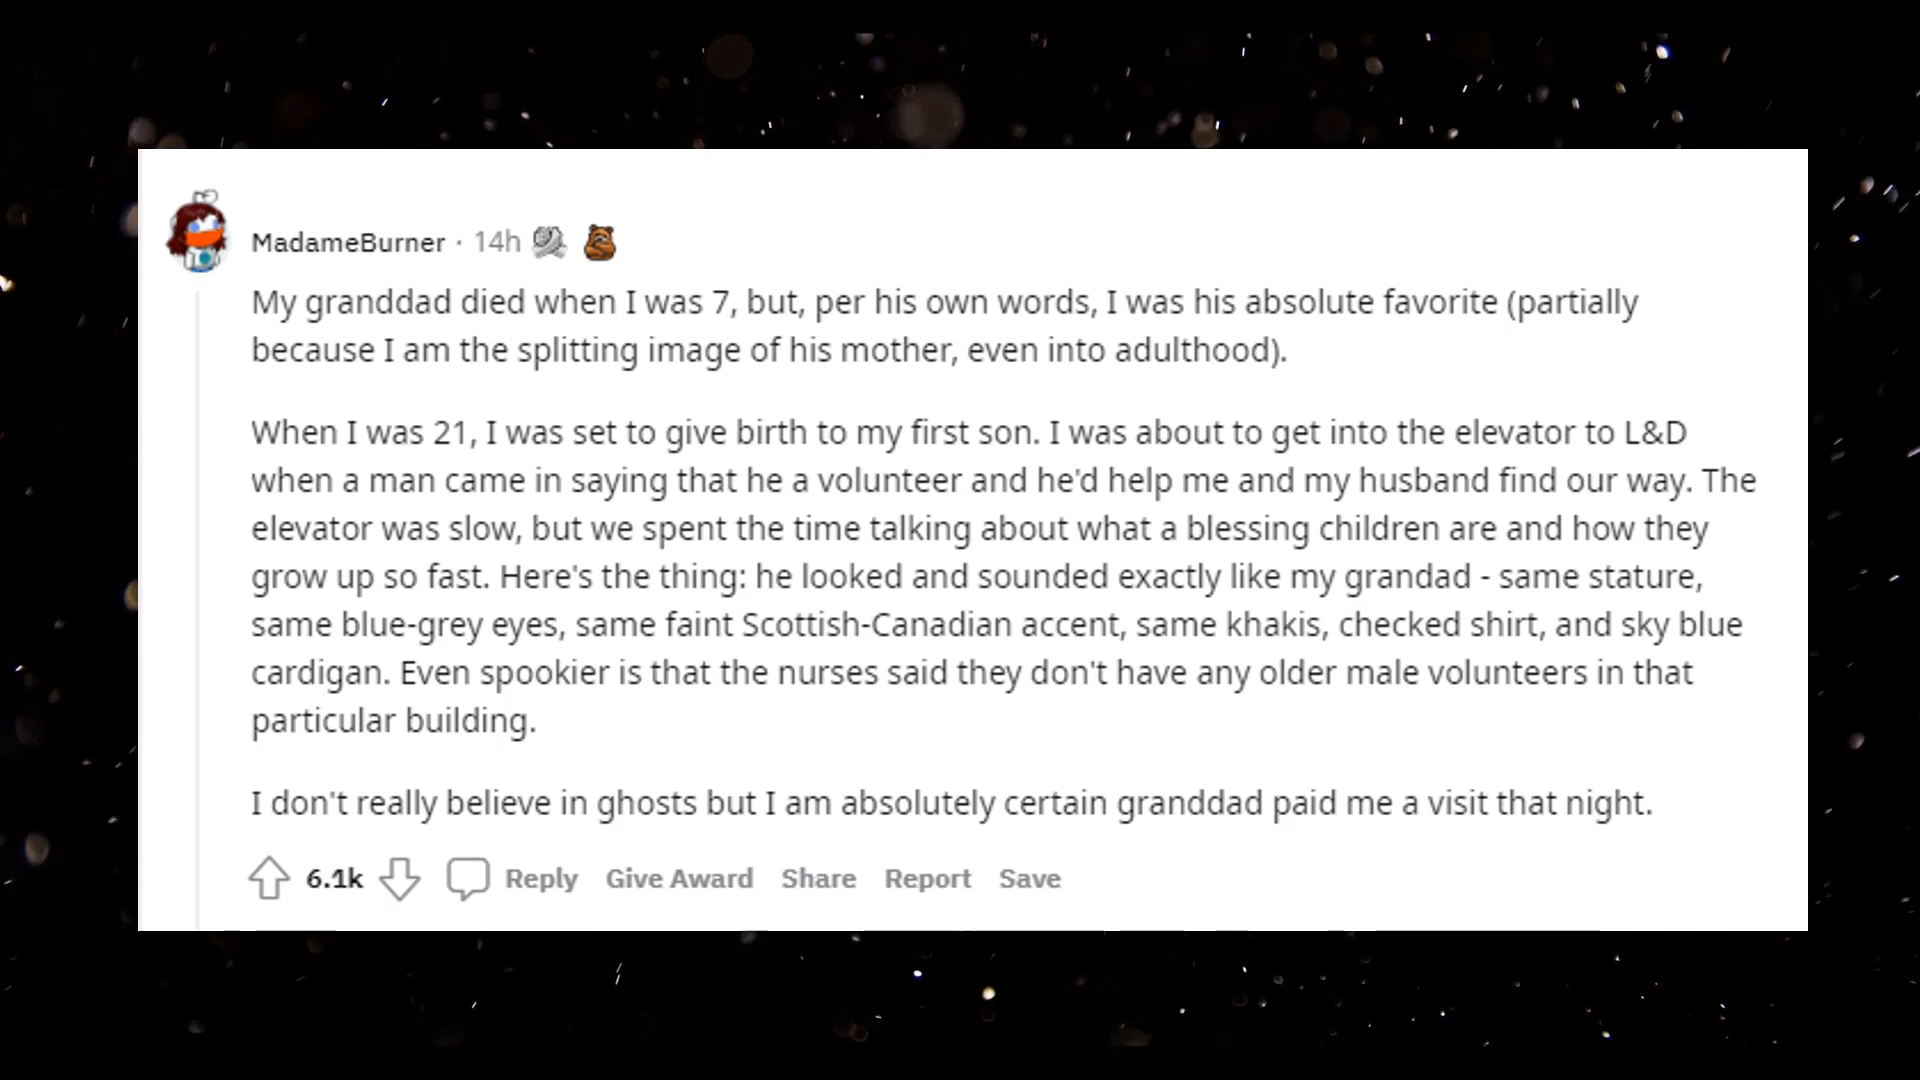 MadameBurner · 14h
My granddad died when I was 7, but, per his own words, I was his absolute favorite (partially
because I am the splitting image of his mother, even into adulthood).
When I was 21, I was set to give birth to my first son. I was about to get into the elevator to L&D
when a man came in saying that he a volunteer and he'd help me and my husband find our way. The
elevator was slow, but we spent the time talking about what a blessing children are and how they
grow up so fast. Here's the thing: he looked and sounded exactly like my grandad - same stature,
same blue-grey eyes, same faint Scottish-Canadian accent, same khakis, checked shirt, and sky blue
cardigan. Even spookier is that the nurses said they don't have any older male volunteers in that
particular building.
I don't really believe in ghosts but I am absolutely certain granddad paid me a visit that night.
6.1k Reply Give Award Share Report Save